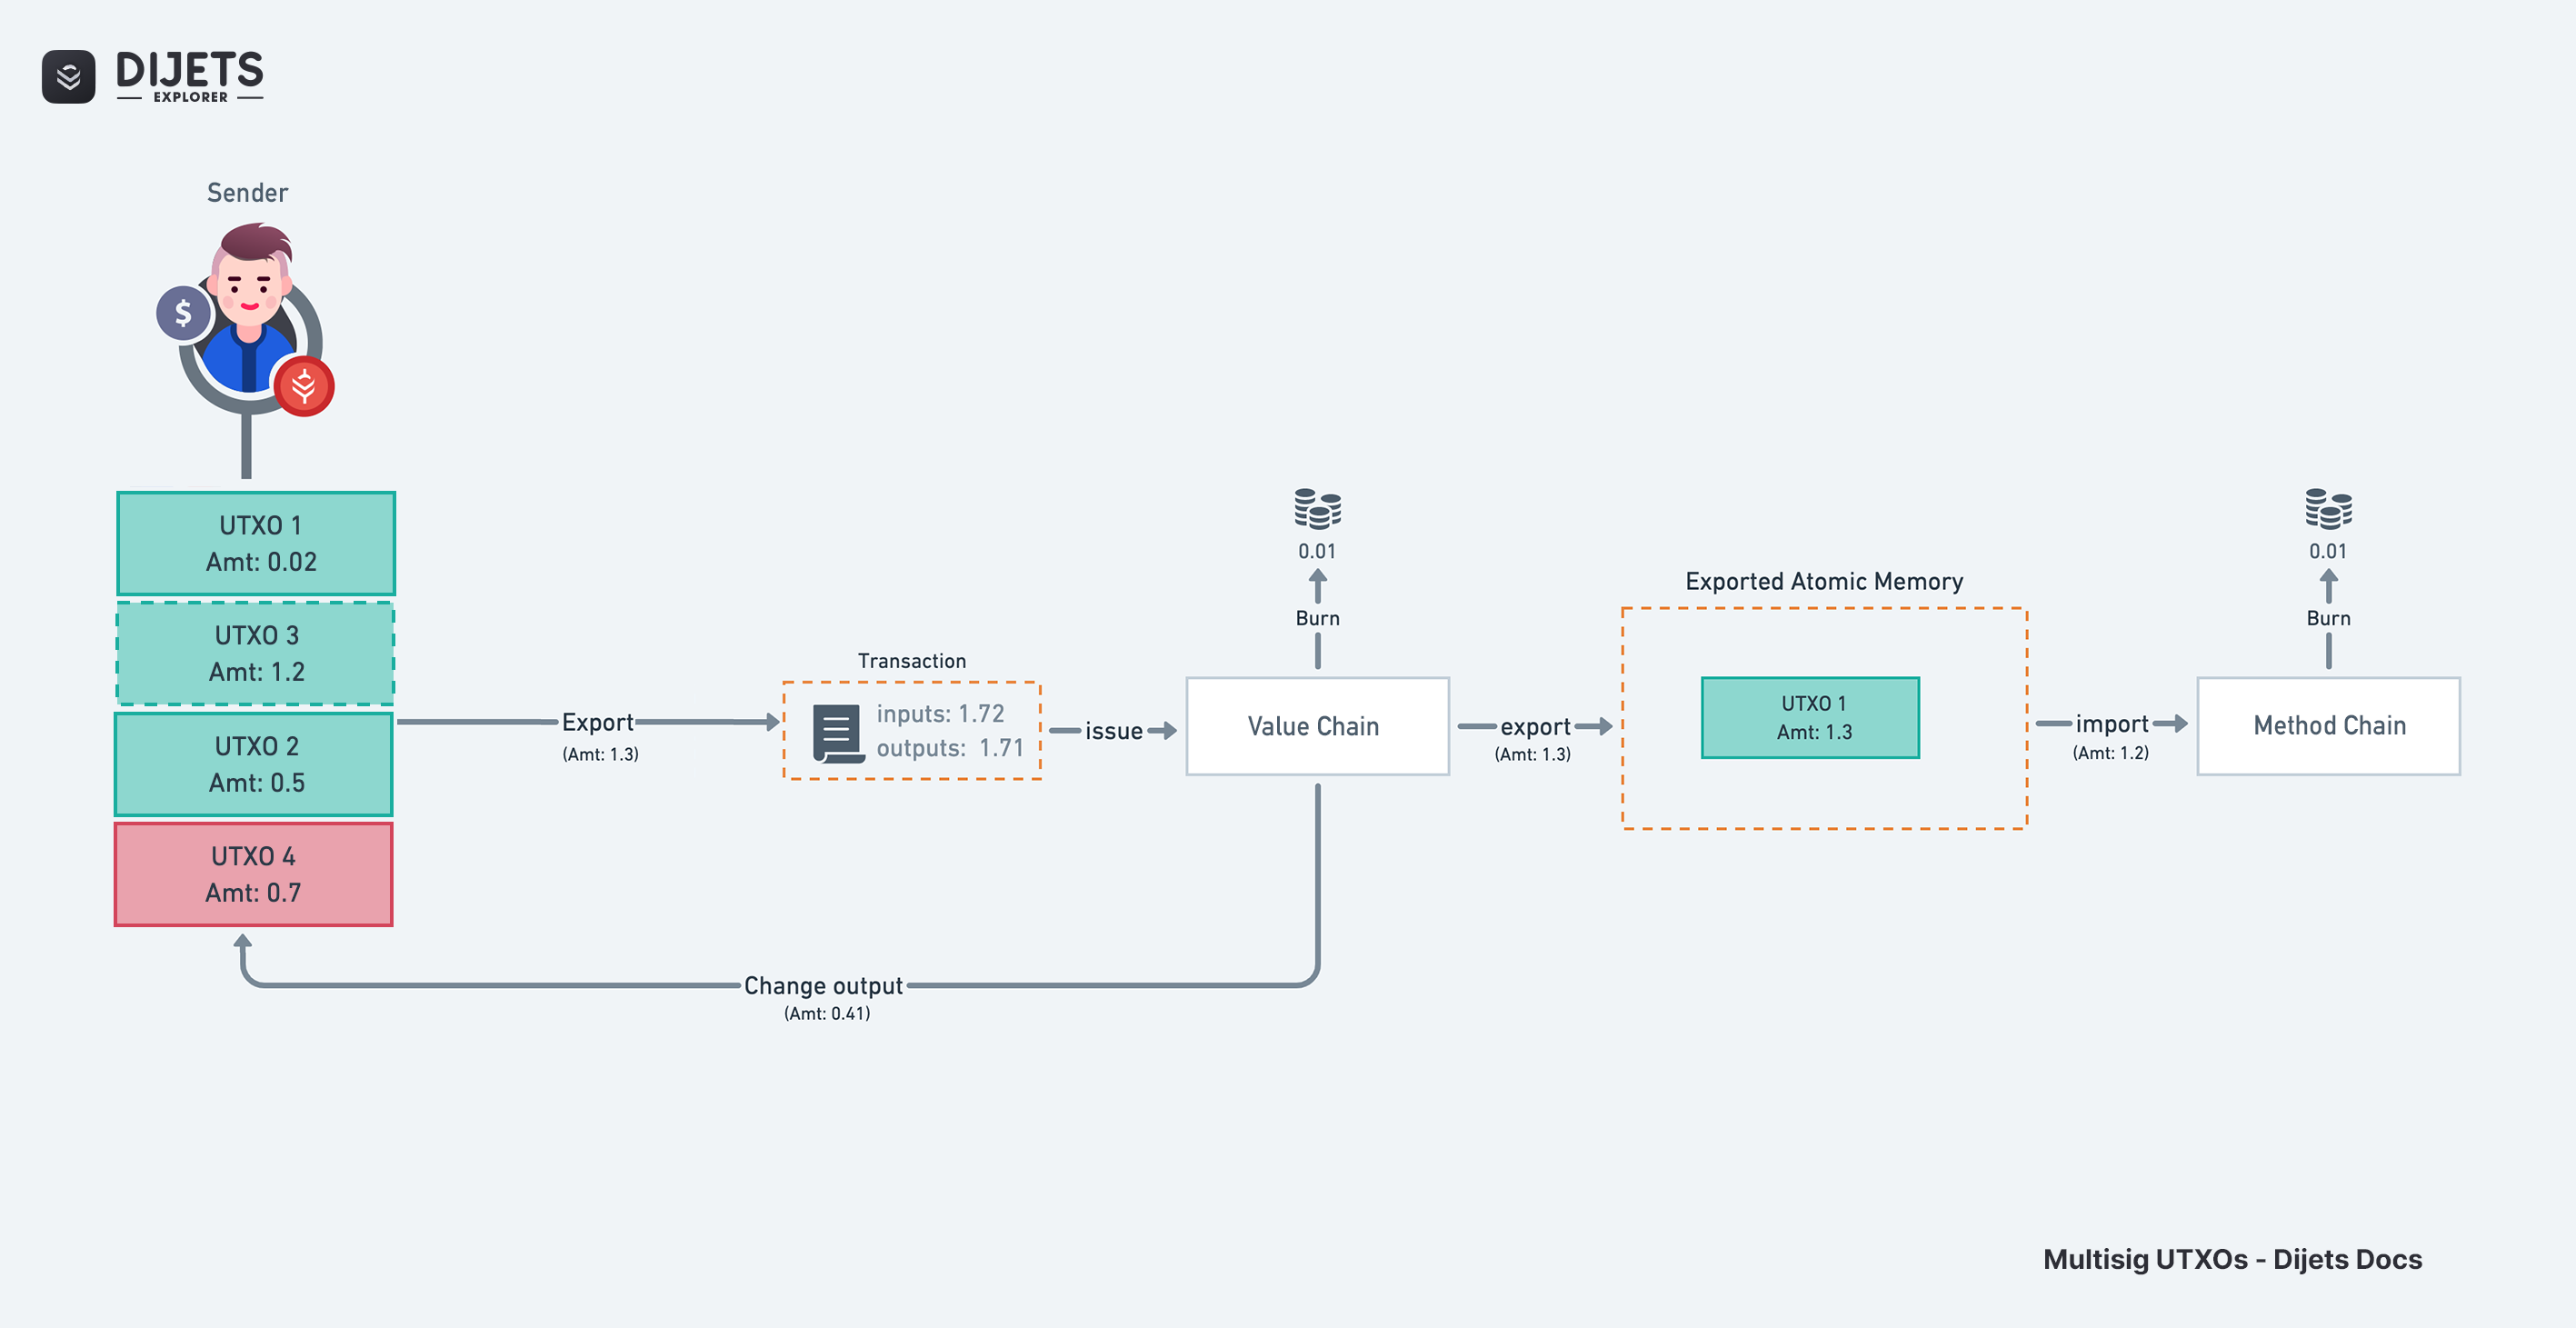 DIJETS
EXPLORER
Sender
$
UTXO 1
Amt: 0.02
UTXO 3
Amt: 1.2
UTXO 2
Amt: 0.5
UTXO 4
Amt: 0.7
Export
(Amt: 1.3)
Transaction
inputs: 1.72
outputs: 1.71
issue
0.01
Burn
Value Chain
export
(Amt: 1.3)
Exported Atomic Memory
UTXO 1
Amt: 1.3
import
(Amt: 1.2)
0.01
Burn
Method Chain
Change output
(Amt: 0.41)
Multisig UTXOs - Dijets Docs